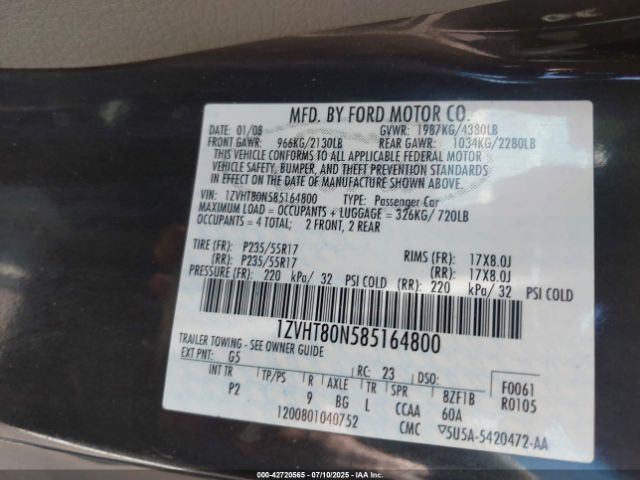 MFD. BY FORD MOTOR CO.
DATE: 01/08 GVWR: 1987KG/4380LB
FRONT GAWR: 966KG/2130LB REAR GAWR: 1034KG/2280LB
THIS VEHICLE CONFORMS TO ALL APPLICABLE FEDERAL MOTOR
VEHICLE SAFETY, BUMPER, AND THEFT PREVENTION STANDARDS
IN EFFECT ON THE DATE OF MANUFACTURE SHOWN ABOVE.
VIN: 1ZVHT80N585164800 TYPE: Passenger Car
MAXIMUM LOAD = OCCUPANTS + LUGGAGE = 326KG/ 720LB
OCCUPANTS = 4 TOTAL; 2 FRONT, 2 REAR
TIRE (FR): P235/55R17 RIMS (FR): 17X8.0J
(RR): P235/55R17 (RR): 17X8.0J
PRESSURE (FR): 220 kPa/ 32 PSI COLD (RR): 220 kPa/ 32 PSI COLD
1ZVHT80N585164800
TRAILER TOWING - SEE OWNER GUIDE
EXT PNT: G5 RC: 23 DSO: F0061
INT TR TP/PS R AXLE TR SPR 8ZF1B R0105
P2 9 BG L CCAA 60A
1200801040752 CMC 5U5A-5420472-AA
000-42720565 - 07/10/2025 - IAA